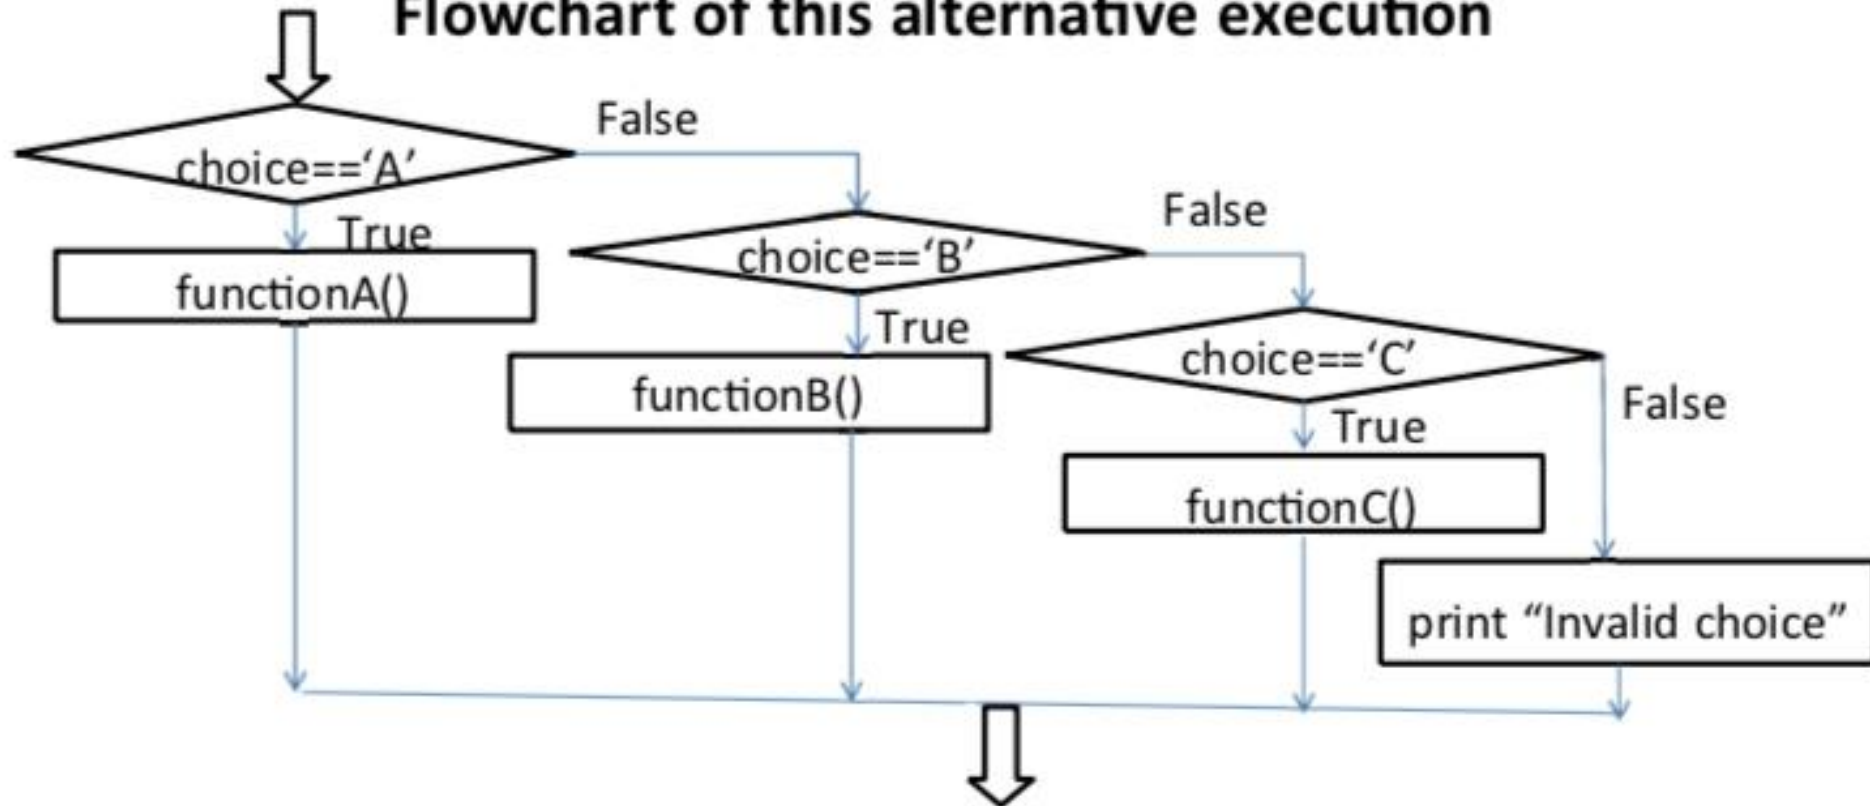 Flowchart of this alternative execution
False
choice==‘A’
True
functionA()
False
choice==‘B’
True
functionB()
choice==‘C’
False
True
functionC()
print “Invalid choice”